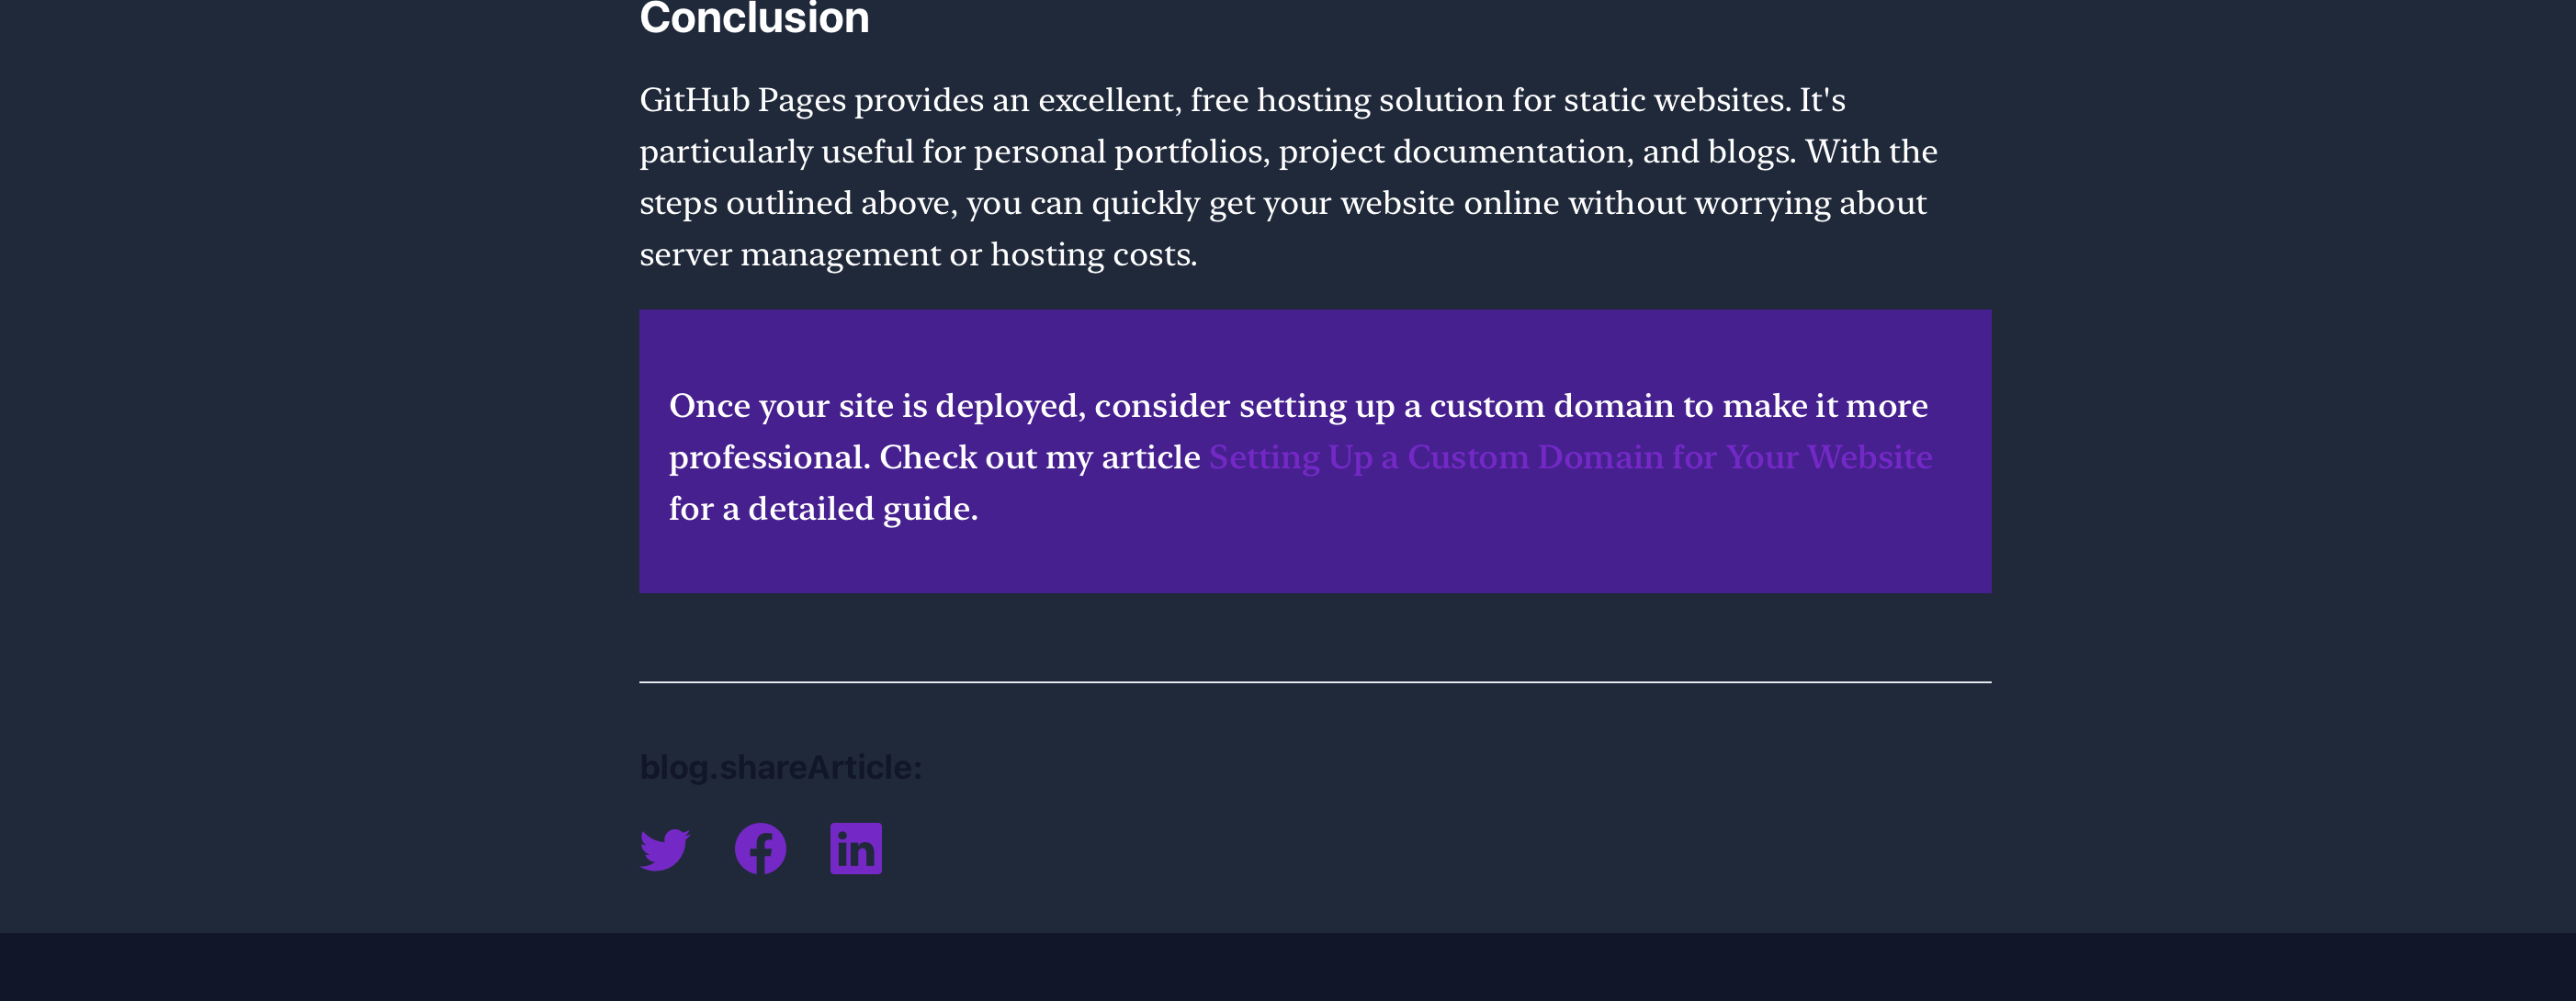 Conclusion
GitHub Pages provides an excellent, free hosting solution for static websites. It's
particularly useful for personal portfolios, project documentation, and blogs. With the
steps outlined above, you can quickly get your website online without worrying about
server management or hosting costs.
Once your site is deployed, consider setting up a custom domain to make it more
professional. Check out my article Setting Up a Custom Domain for Your Website
for a detailed guide.
blog.shareArticle: